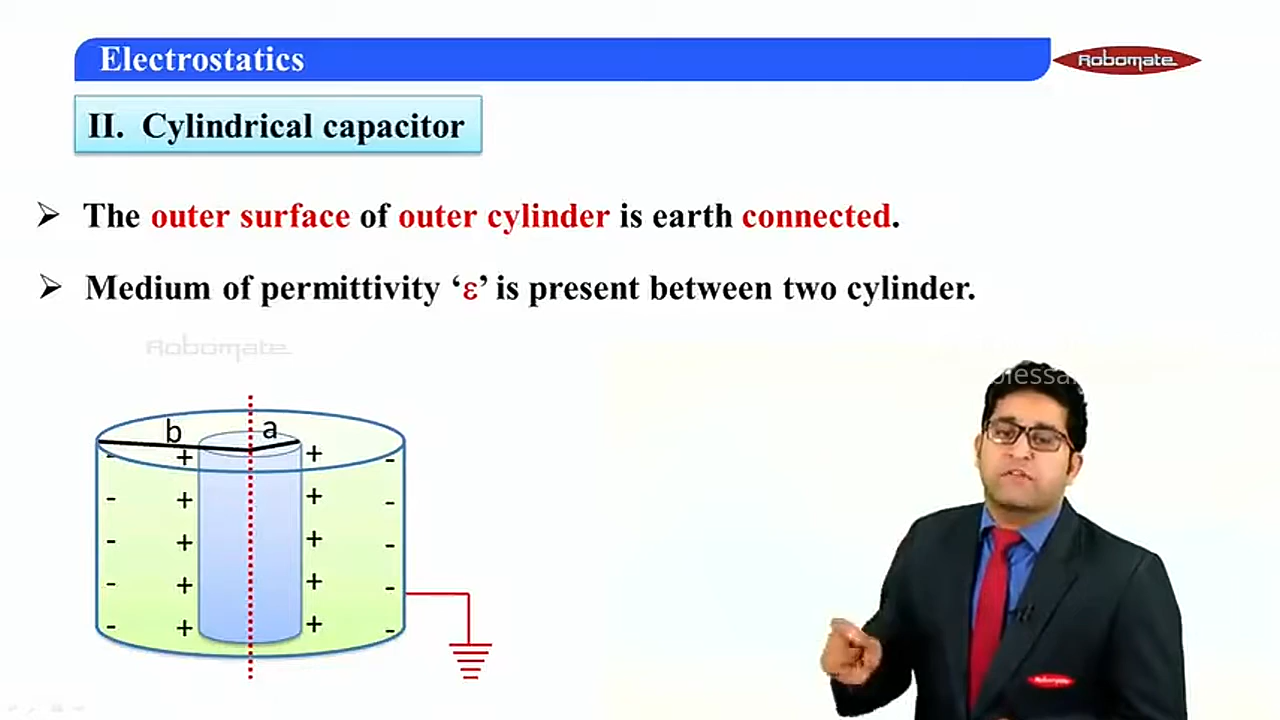 Electrostatics
Robomate
II. Cylindrical capacitor
➢ The outer surface of outer cylinder is earth connected.
➢ Medium of permittivity ‘ε’ is present between two cylinder.
Robomate
b a
- + + -
- + + -
- + + -
- + + -
- + + -
Robomate